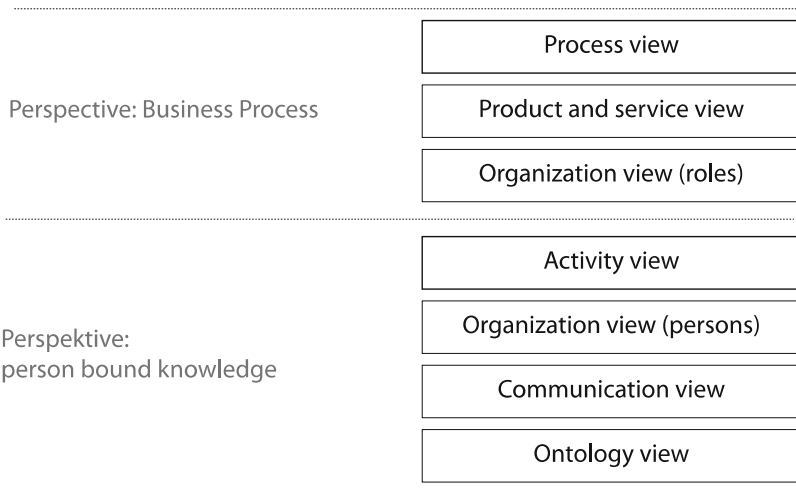 Process view
Perspective: Business Process
Product and service view
Organization view (roles)
Activity view
Organization view (persons)
Perspektive:
person bound knowledge
Communication view
Ontology view